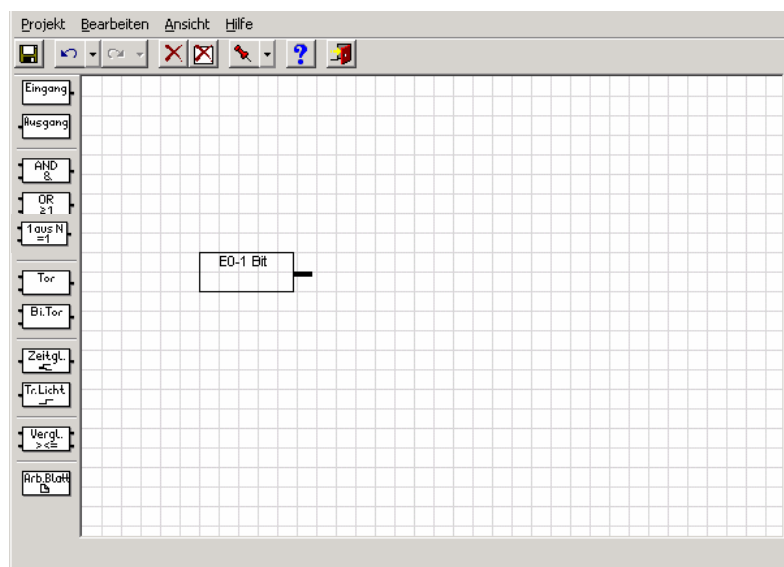 Projekt Bearbeiten Ansicht Hilfe
?
Eingang
Ausgang
AND
&
OR
≥1
1 aus N
=1
Tor
Bi.Tor
Zeitgl.
Tr.Licht
Vergl.
><=
Arb.Blatt
E0-1 Bit